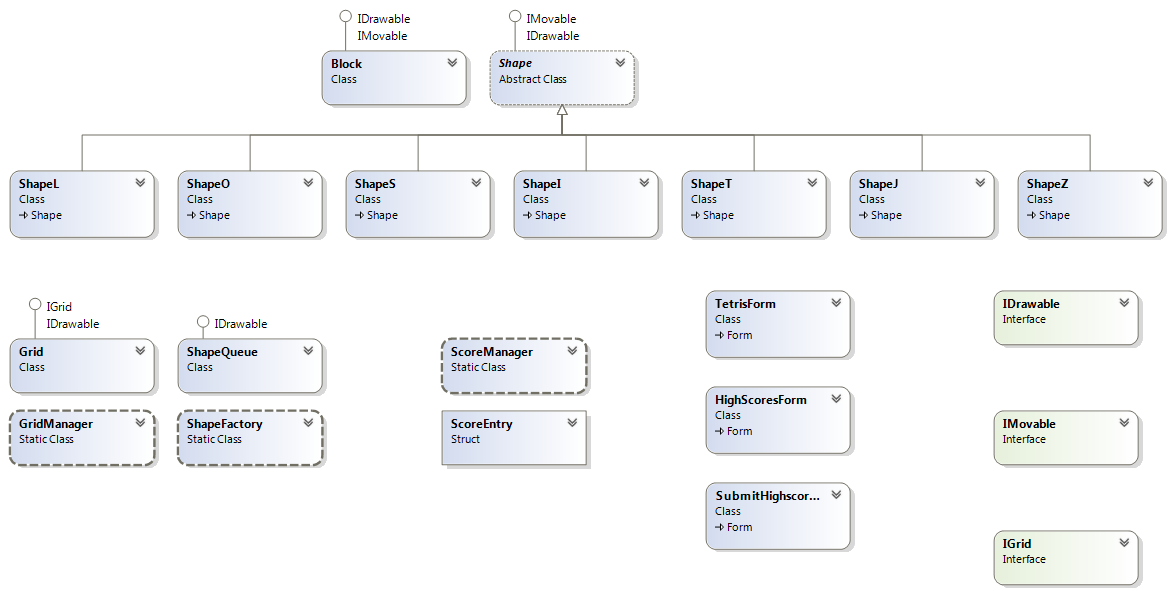 IDrawable
IMovable
Block
Class
IMovable
IDrawable
Shape
Abstract Class
ShapeL
Class
Shape
ShapeO
Class
Shape
ShapeS
Class
Shape
ShapeI
Class
Shape
ShapeT
Class
Shape
ShapeJ
Class
Shape
ShapeZ
Class
Shape
IGrid
IDrawable
Grid
Class
IDrawable
ShapeQueue
Class
GridManager
Static Class
ShapeFactory
Static Class
ScoreManager
Static Class
ScoreEntry
Struct
TetrisForm
Class
Form
HighScoresForm
Class
Form
SubmitHighscor...
Class
Form
IDrawable
Interface
IMovable
Interface
IGrid
Interface